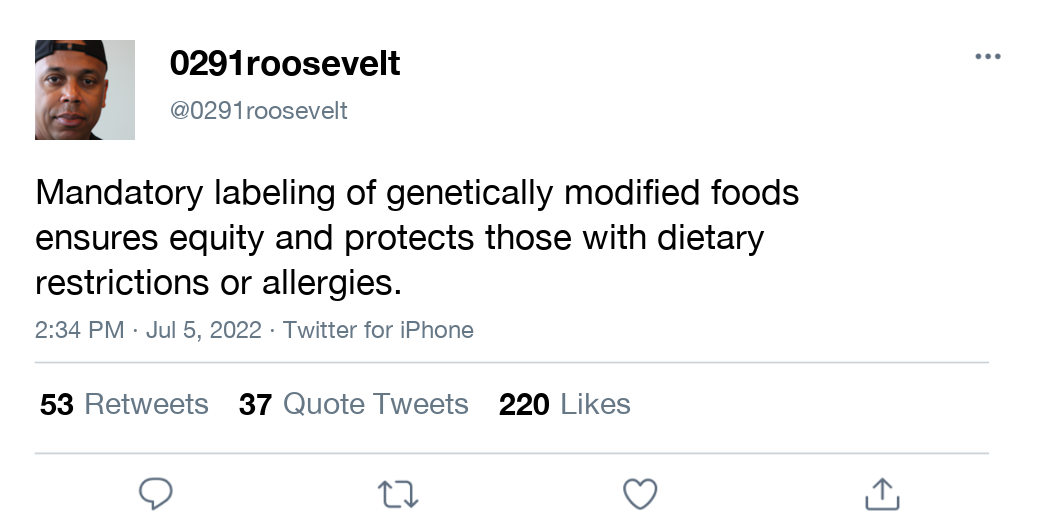 0291roosevelt
@0291roosevelt
Mandatory labeling of genetically modified foods
ensures equity and protects those with dietary
restrictions or allergies.
2:34 PM · Jul 5, 2022 · Twitter for iPhone
53 Retweets 37 Quote Tweets 220 Likes